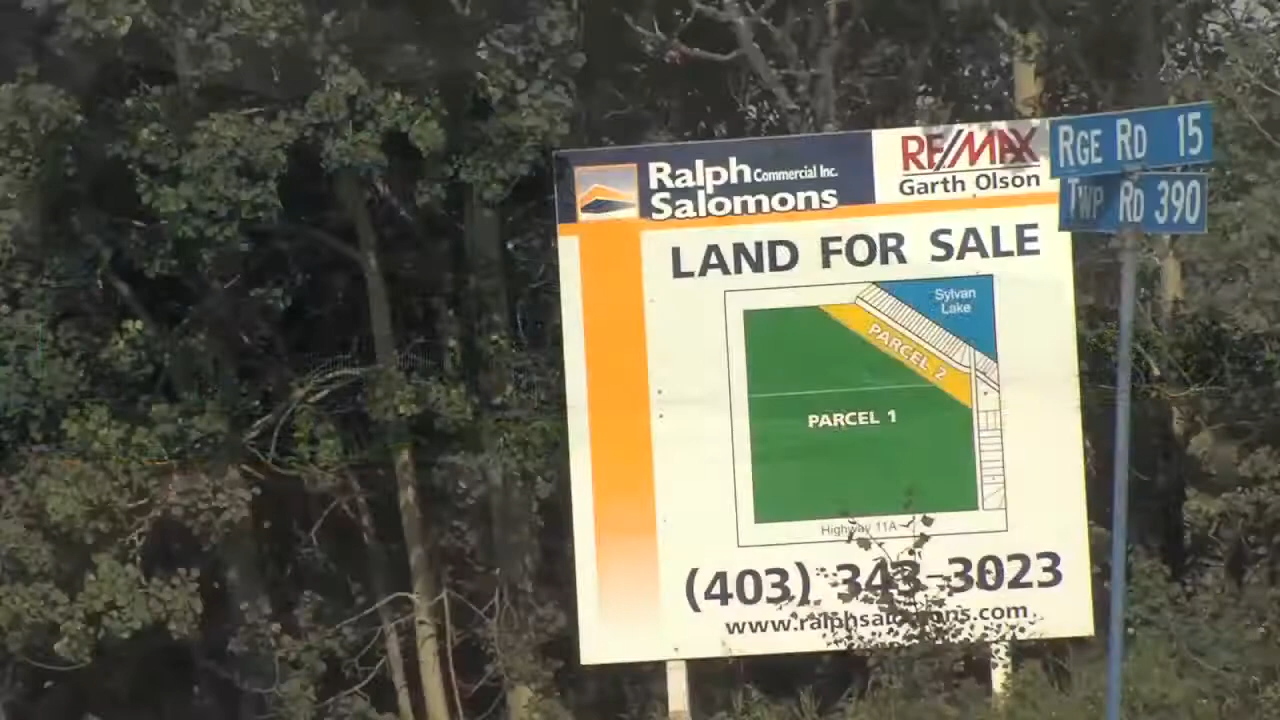 Ralph Commercial Inc.
Salomons
RE/MAX
Garth Olson
RGE RD 15
TWP RD 390
LAND FOR SALE
Sylvan
Lake
PARCEL 2
PARCEL 1
Highway 11A
(403) 343-3023
www.ralphsalomons.com